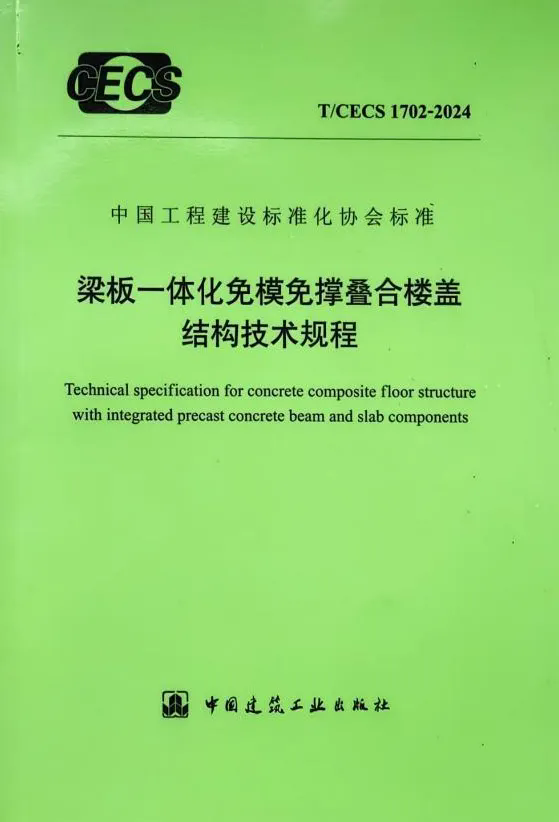 CECS
T/CECS 1702-2024
中国工程建设标准化协会标准
梁板一体化免模免撑叠合楼盖
结构技术规程
Technical specification for concrete composite floor structure
with integrated precast concrete beam and slab components
中国建筑工业出版社